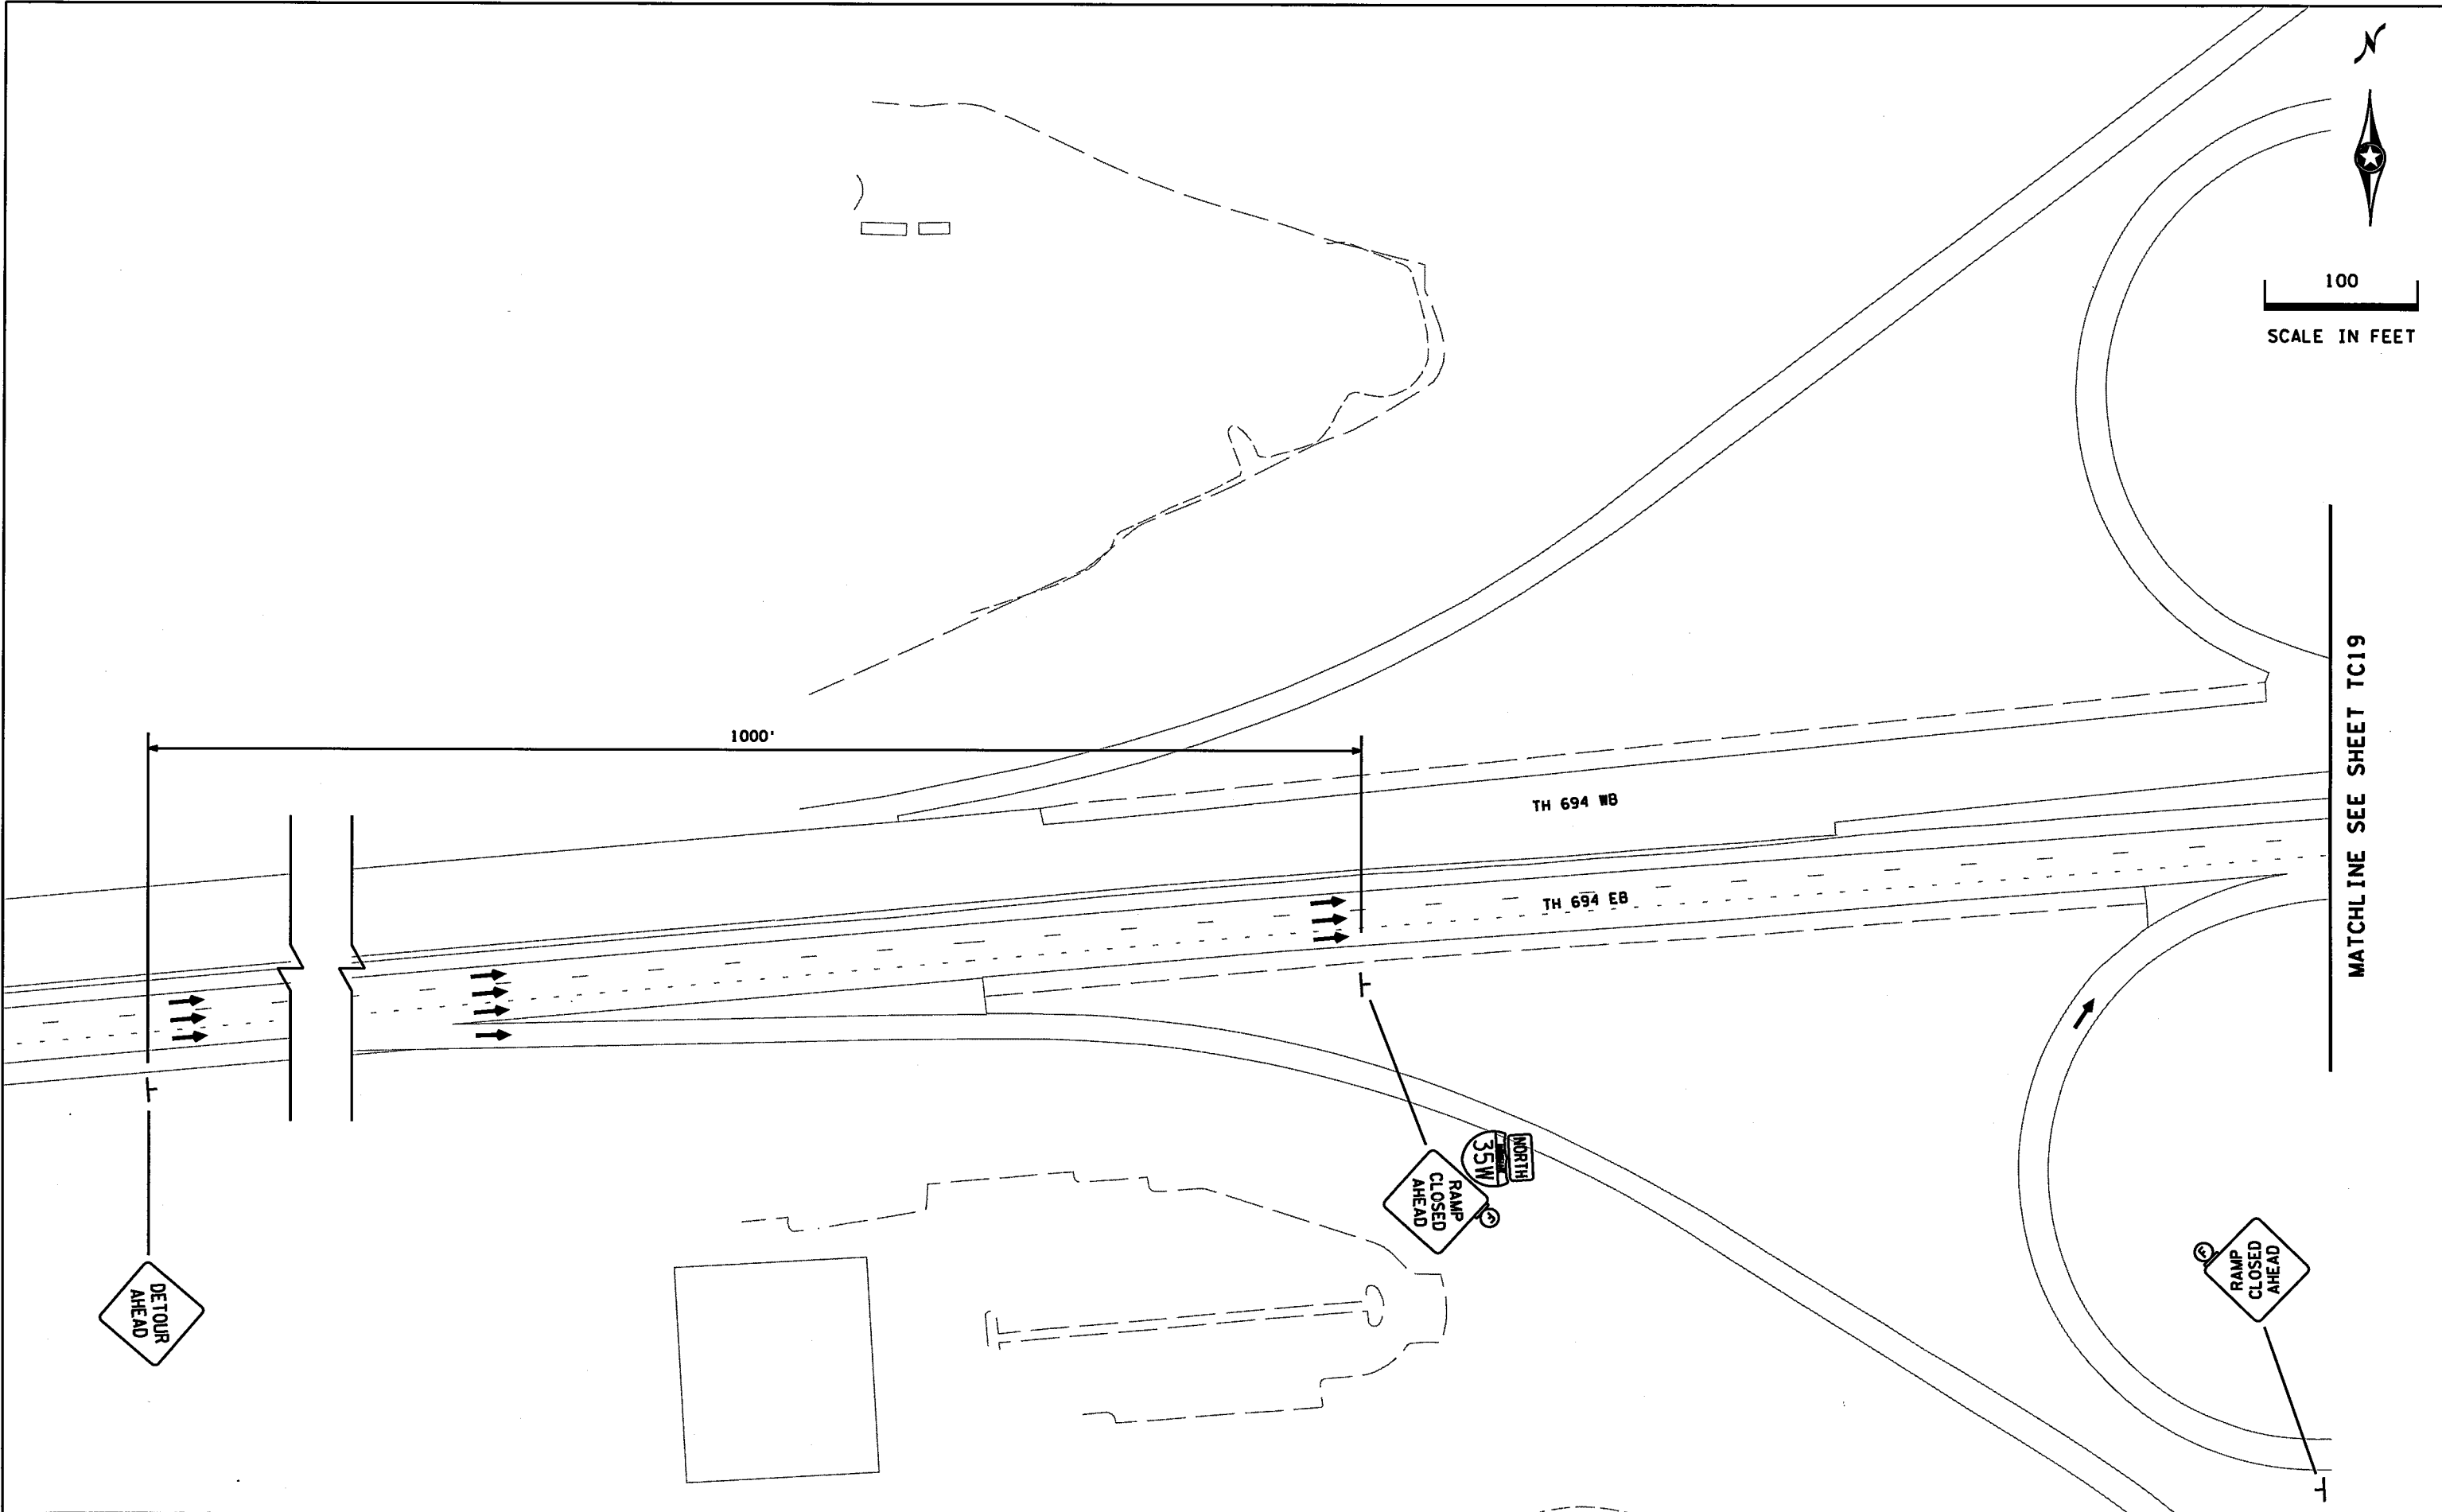 N
100
SCALE IN FEET
MATCHLINE SEE SHEET TC19
1000'
TH 694 WB
TH 694 EB
NORTH
35W
RAMP
CLOSED
AHEAD
F
F
RAMP
CLOSED
AHEAD
DETOUR
AHEAD